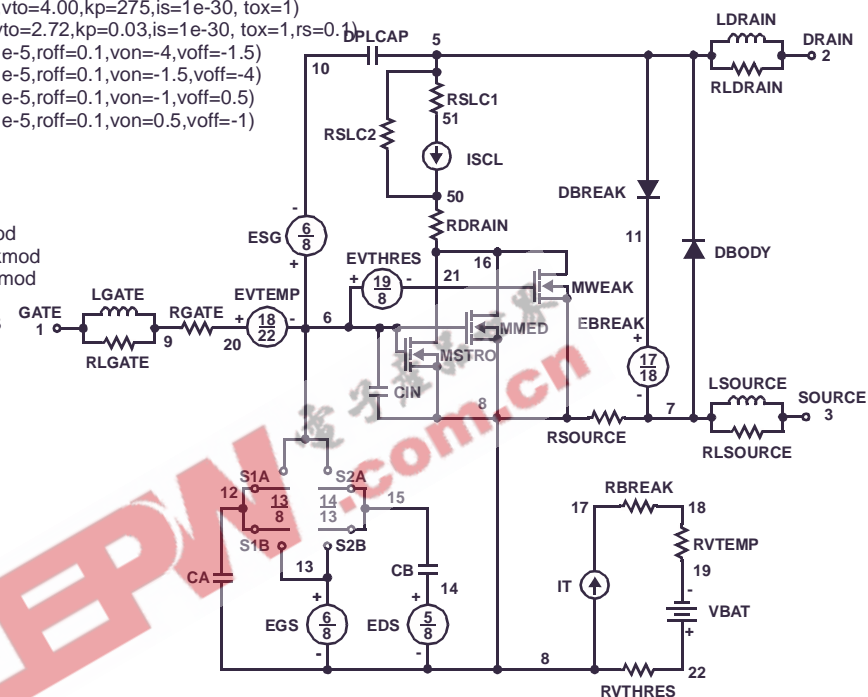 vto=4.00,kp=275,is=1e-30, tox=1)
vto=2.72,kp=0.03,is=1e-30, tox=1,rs=0.1)
e-5,roff=0.1,von=-4,voff=-1.5)
e-5,roff=0.1,von=-1.5,voff=-4)
e-5,roff=0.1,von=-1,voff=0.5)
e-5,roff=0.1,von=0.5,voff=-1)
DPLCAP
5
10
LDRAIN
DRAIN
2
RLDRAIN
RSLC1
51
RSLC2
ISCL
50
RDRAIN
DBREAK
11
DBODY
ESG
6
8
-
+
EVTHRES
+
19
8
-
21
16
MWEAK
MMED
MSTRO
EBREAK
+
17
18
-
GATE
1
LGATE
RLGATE
9
RGATE
20
EVTEMP
+
18
22
-
6
CIN
8
RSOURCE
7
LSOURCE
SOURCE
3
RLSOURCE
S1A
S2A
12
13
8
14
13
15
S1B
S2B
13
CA
CB
14
EGS
+
6
8
-
EDS
+
5
8
-
8
17
RBREAK
18
RVTEMP
19
IT
VBAT
-
+
22
RVTHRES
mod
mod
EEPW
.com.cn